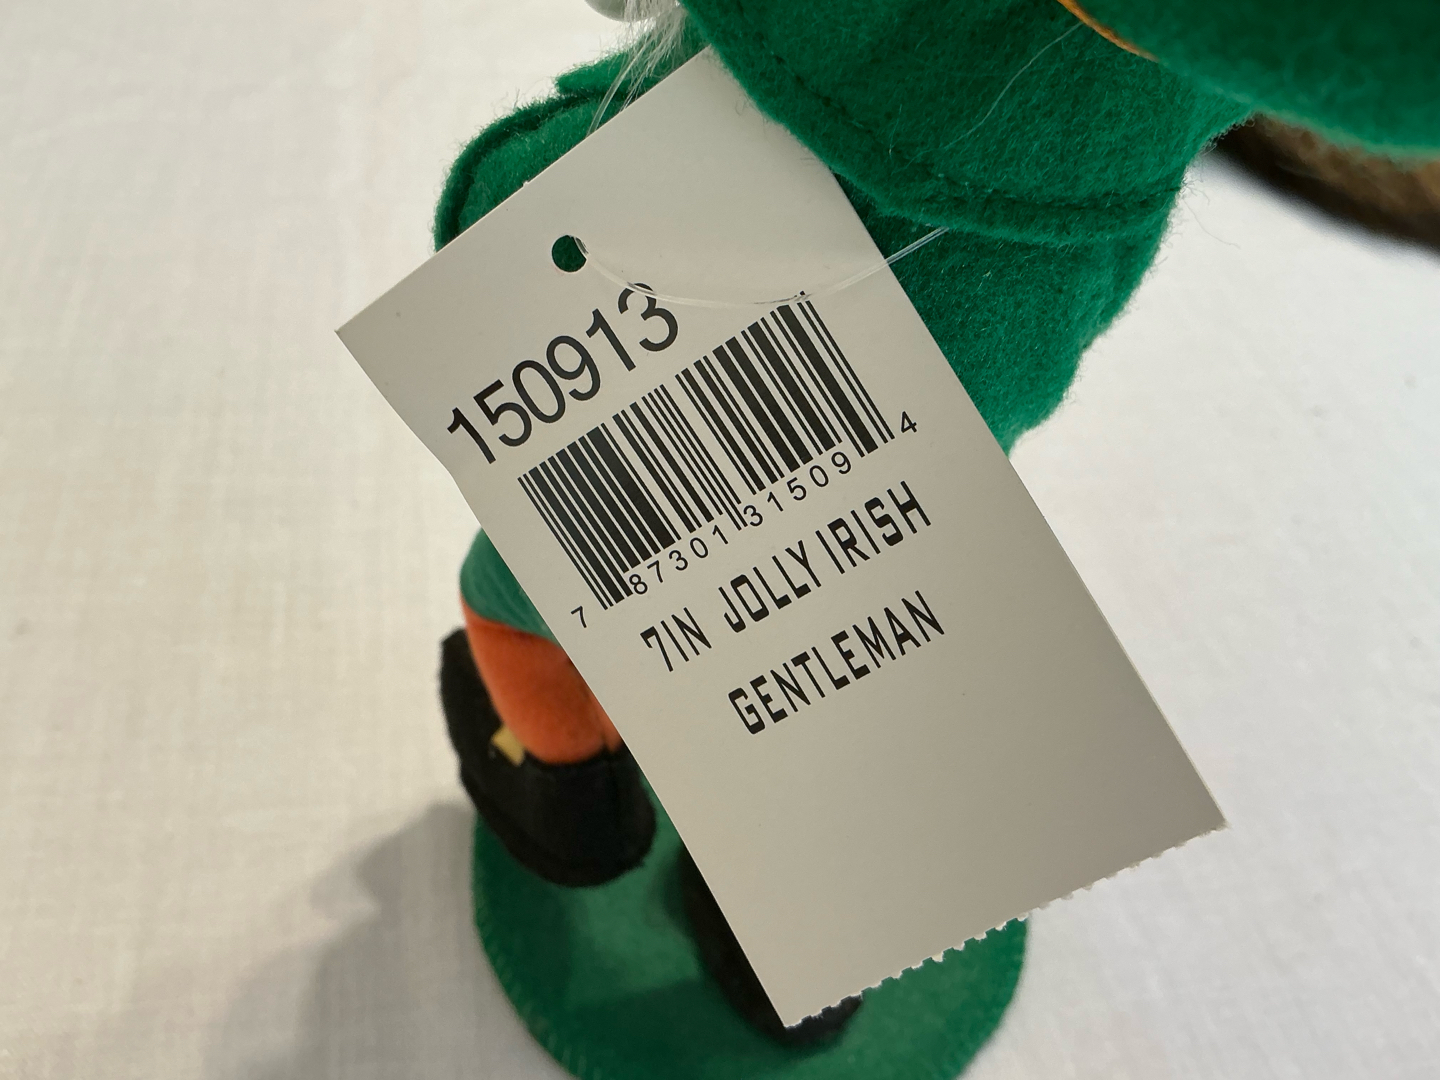 150913
7 87301 31509 4
7IN JOLLY IRISH
GENTLEMAN